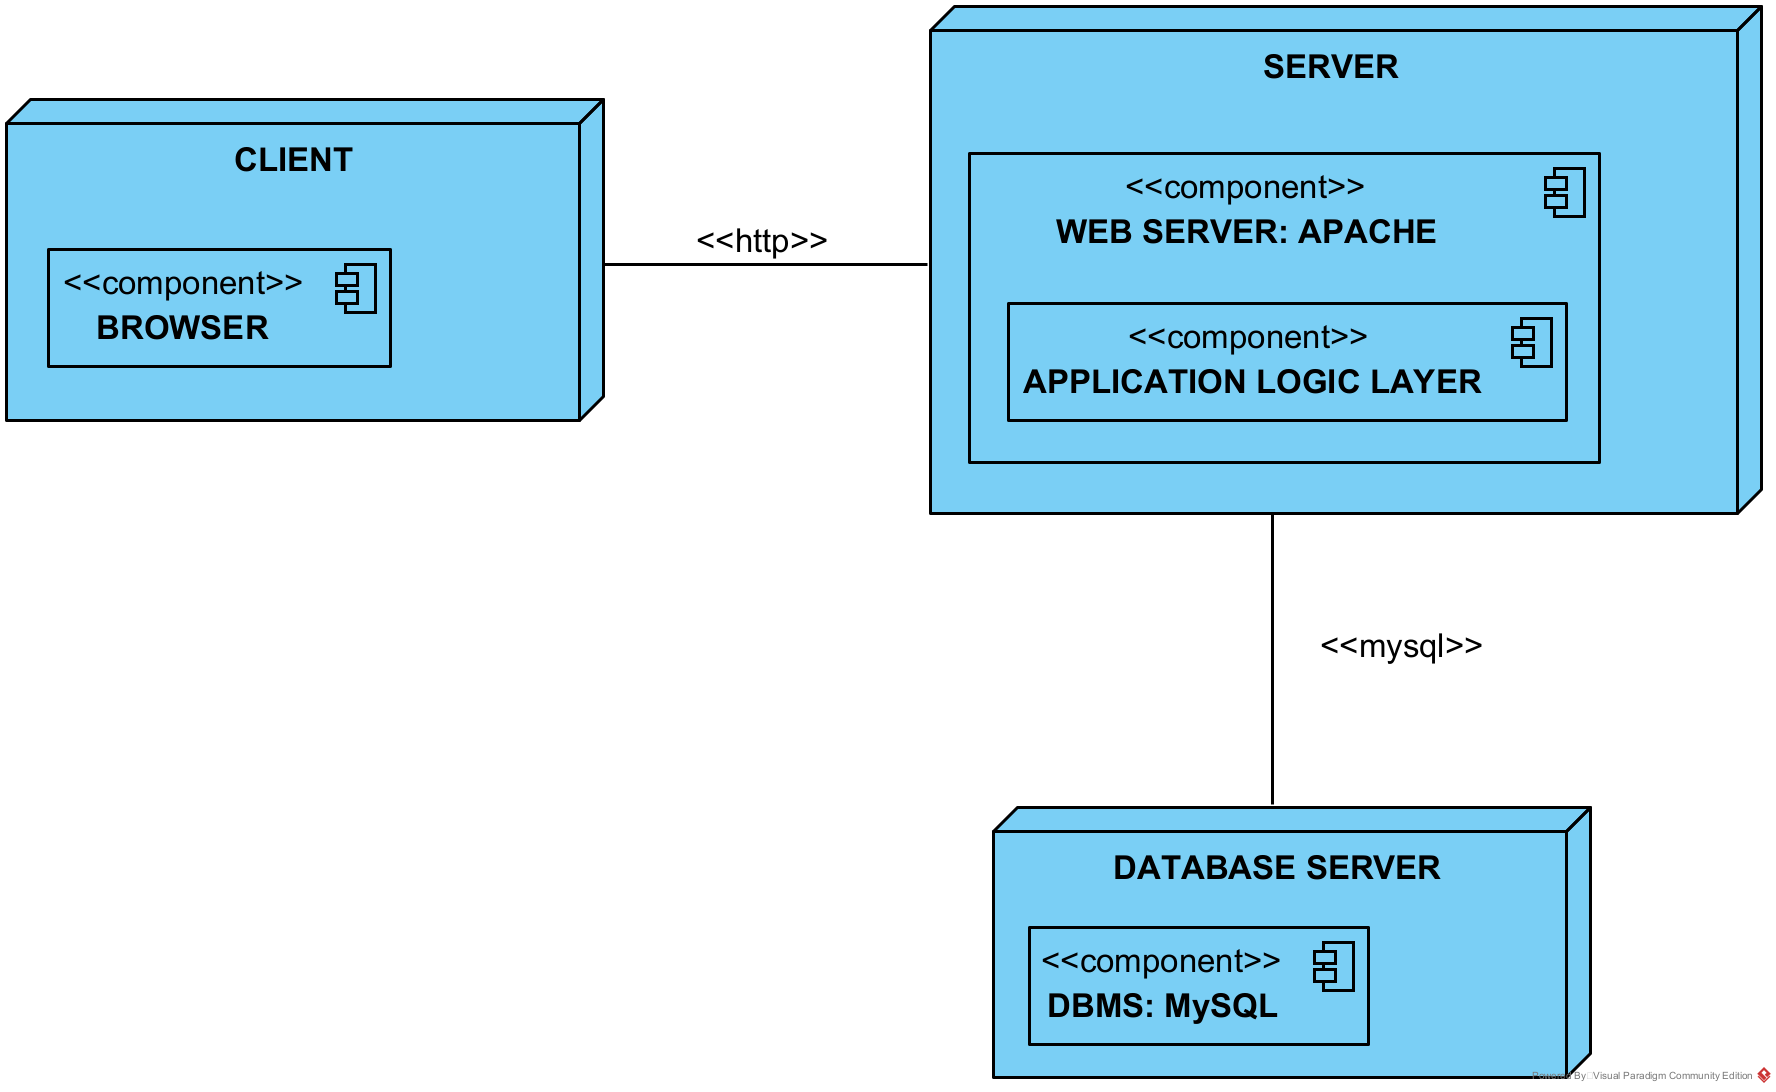 SERVER
CLIENT
<<component>>
WEB SERVER: APACHE
<<http>>
<<component>>
BROWSER
<<component>>
APPLICATION LOGIC LAYER
<<mysql>>
DATABASE SERVER
<<component>>
DBMS: MySQL
Powered By Visual Paradigm Community Edition